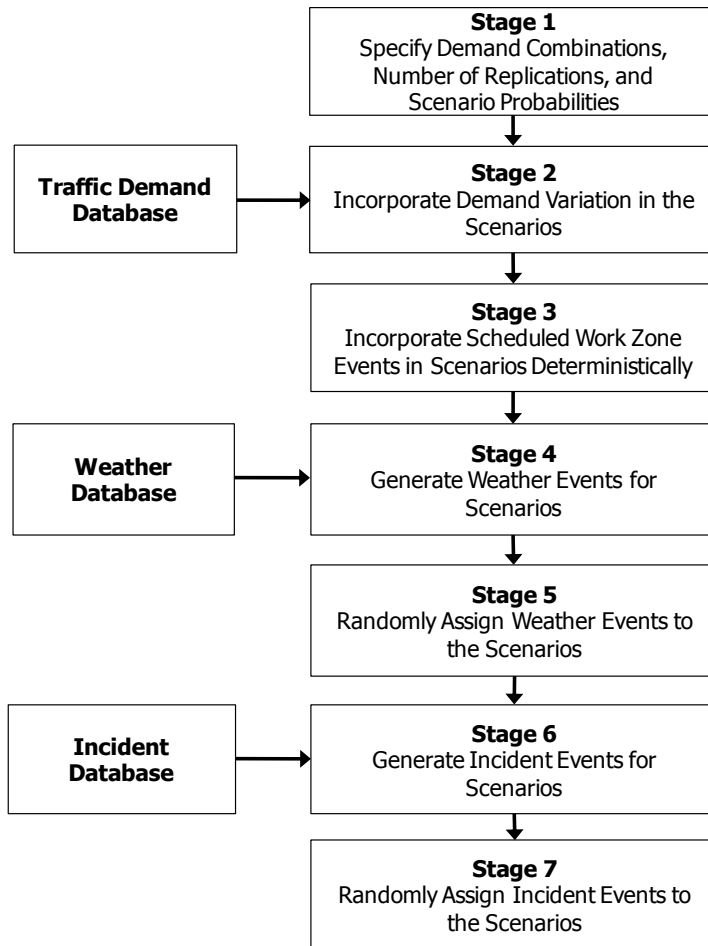 Stage 1
Specify Demand Combinations,
Number of Replications, and
Scenario Probabilities
Traffic Demand
Database
Stage 2
Incorporate Demand Variation in the
Scenarios
Stage 3
Incorporate Scheduled Work Zone
Events in Scenarios Deterministically
Weather
Database
Stage 4
Generate Weather Events for
Scenarios
Stage 5
Randomly Assign Weather Events to
the Scenarios
Incident
Database
Stage 6
Generate Incident Events for
Scenarios
Stage 7
Randomly Assign Incident Events to
the Scenarios